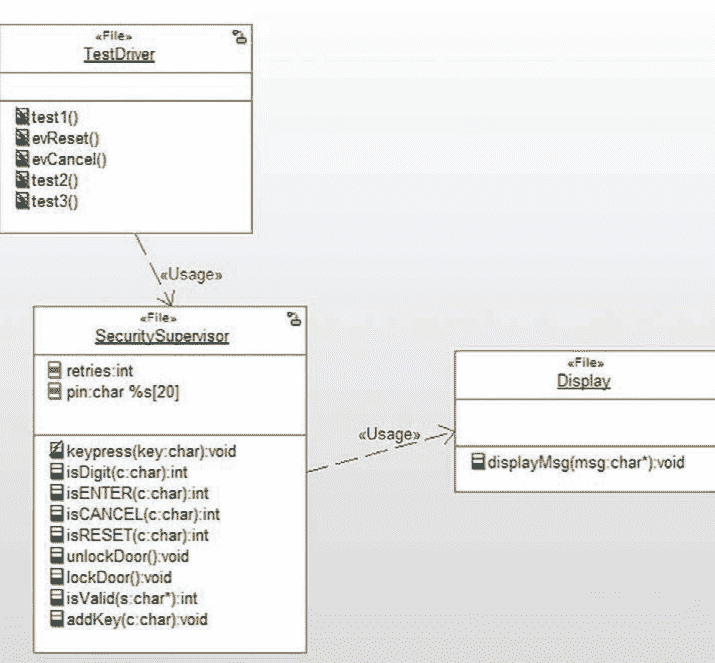 «File»
TestDriver
test1()
evReset()
evCancel()
test2()
test3()
«Usage»
«File»
SecuritySupervisor
retries:int
pin:char %s[20]
keypress(key:char):void
isDigit(c:char):int
isENTER(c:char):int
isCANCEL(c:char):int
isRESET(c:char):int
unlockDoor():void
lockDoor():void
isValid(s:char*):int
addKey(c:char):void
«Usage»
«File»
Display
displayMsg(msg:char*):void